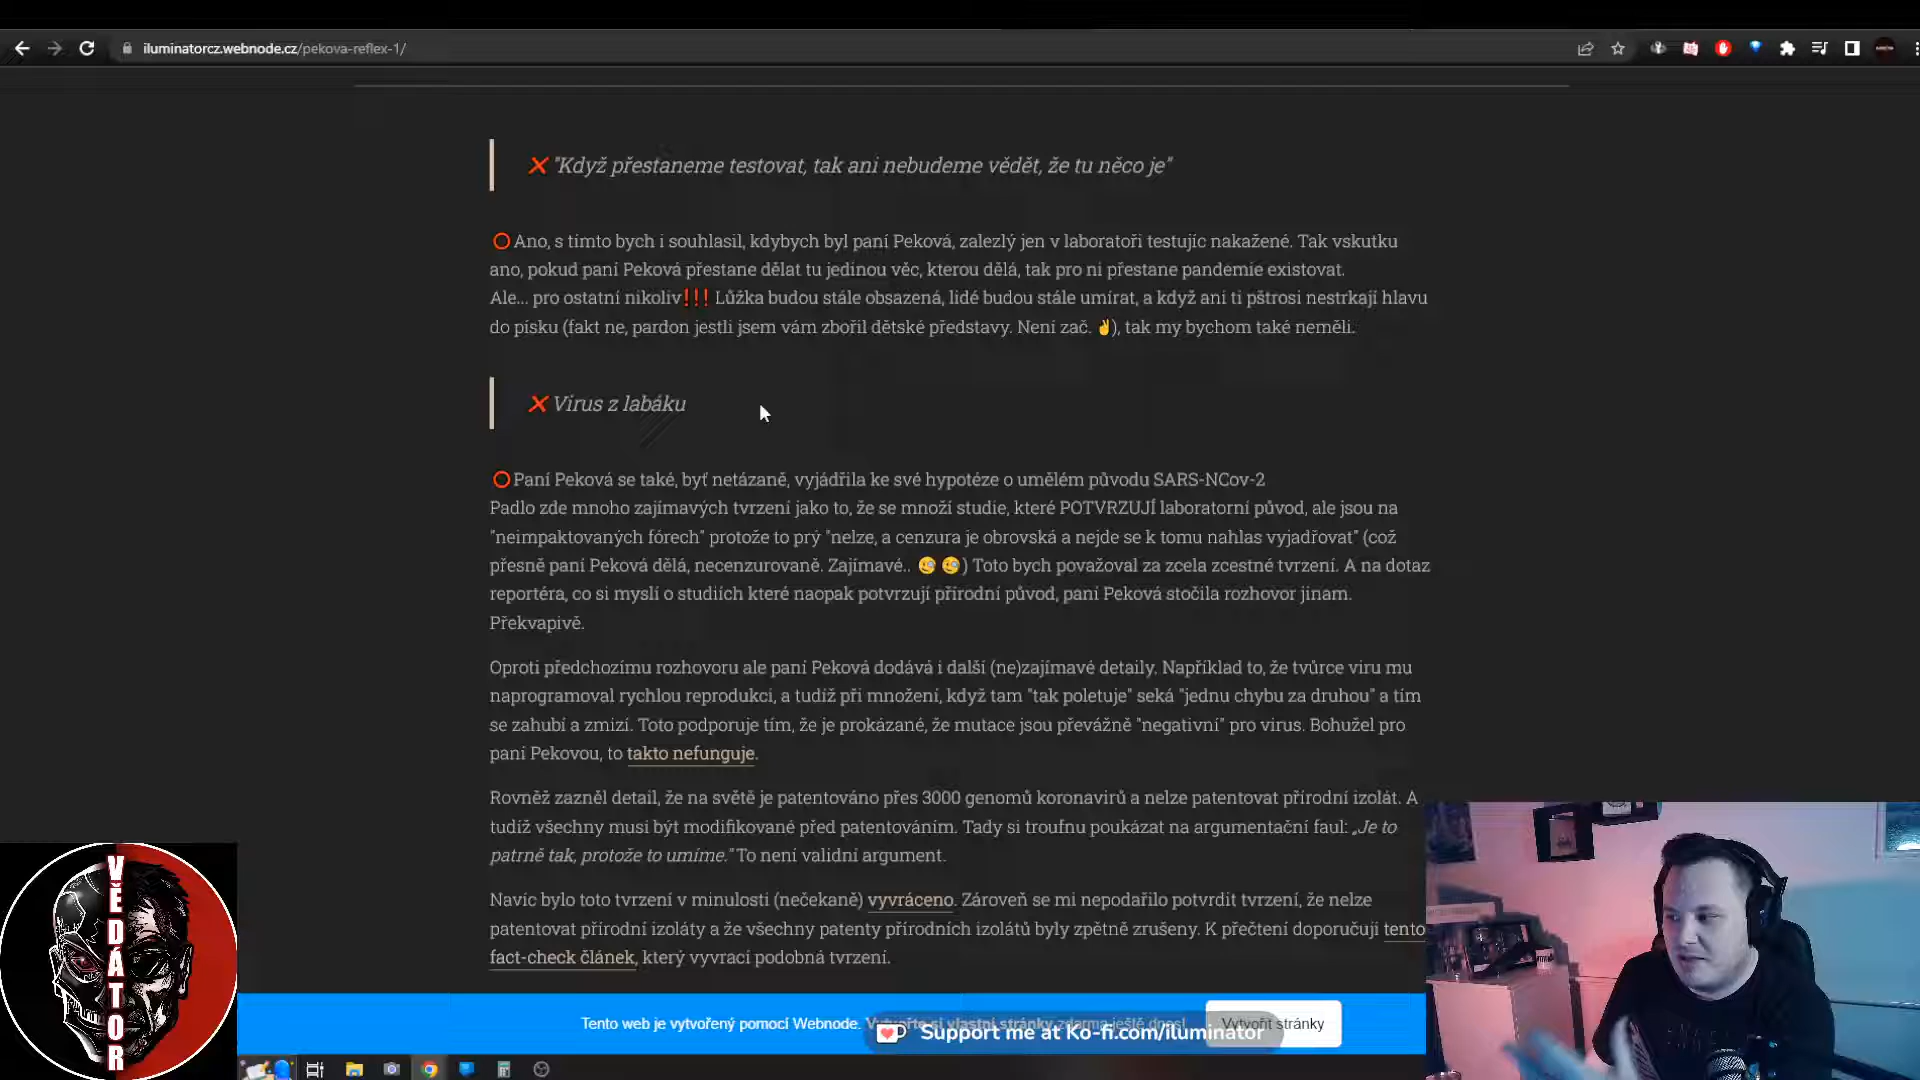 iluminatorcz.webnode.cz/pekova-reflex-1/
❌ "Když přestaneme testovat, tak ani nebudeme vědět, že tu něco je"
⭕Ano, s tímto bych i souhlasil, kdybych byl paní Peková, zalezlý jen v laboratoři testujíc nakažené. Tak vskutku
ano, pokud paní Peková přestane dělat tu jedinou věc, kterou dělá, tak pro ni přestane pandemie existovat.
Ale... pro ostatní nikoliv❗❗❗ Lůžka budou stále obsazená, lidé budou stále umírat, a když ani ti pštrosi nestrkají hlavu
do písku (fakt ne, pardon jestli jsem vám zbořil dětské představy. Není zač. ✌), tak my bychom také neměli.
❌ Virus z labáku
⭕Paní Peková se také, byť netázaně, vyjádřila ke své hypotéze o umělém původu SARS-NCov-2
Padlo zde mnoho zajímavých tvrzení jako to, že se množí studie, které POTVRZUJÍ laboratorní původ, ale jsou na
"neimpaktovaných fórech" protože to prý "nelze, a cenzura je obrovská a nejde se k tomu nahlas vyjadřovat" (což
přesně paní Peková dělá, necenzurovaně. Zajímavé.. 🧐 🧐) Toto bych považoval za zcela zcestné tvrzení. A na dotaz
reportéra, co si myslí o studiích které naopak potvrzují přírodní původ, paní Peková stočila rozhovor jinam.
Překvapivě.
Oproti předchozímu rozhovoru ale paní Peková dodává i další (ne)zajímavé detaily. Například to, že tvůrce viru mu
naprogramoval rychlou reprodukci, a tudíž při množení, když tam "tak poletuje" seká "jednu chybu za druhou" a tím
se zahubí a zmizí. Toto podporuje tím, že je prokázané, že mutace jsou převážně "negativní" pro virus. Bohužel pro
paní Pekovou, to takto nefunguje.
Rovněž zazněl detail, že na světě je patentováno přes 3000 genomů koronavirů a nelze patentovat přírodní izolát. A
tudíž všechny musí být modifikované před patentováním. Tady si troufnu poukázat na argumentační faul: „Je to
patrně tak, protože to umíme." To není validní argument.
Navíc bylo toto tvrzení v minulosti (nečekaně) vyvráceno. Zároveň se mi nepodařilo potvrdit tvrzení, že nelze
patentovat přírodní izoláty a že všechny patenty přírodních izolátů byly zpětně zrušeny. K přečtení doporučuji tento
fact-check článek, který vyvrací podobná tvrzení.
Tento web je vytvořený pomocí Webnode. Vytvořte si vlastní stránky zdarma ještě dnes!
Vytvořit stránky
Support me at Ko-fi.com/iluminator
VĚDÁTOR